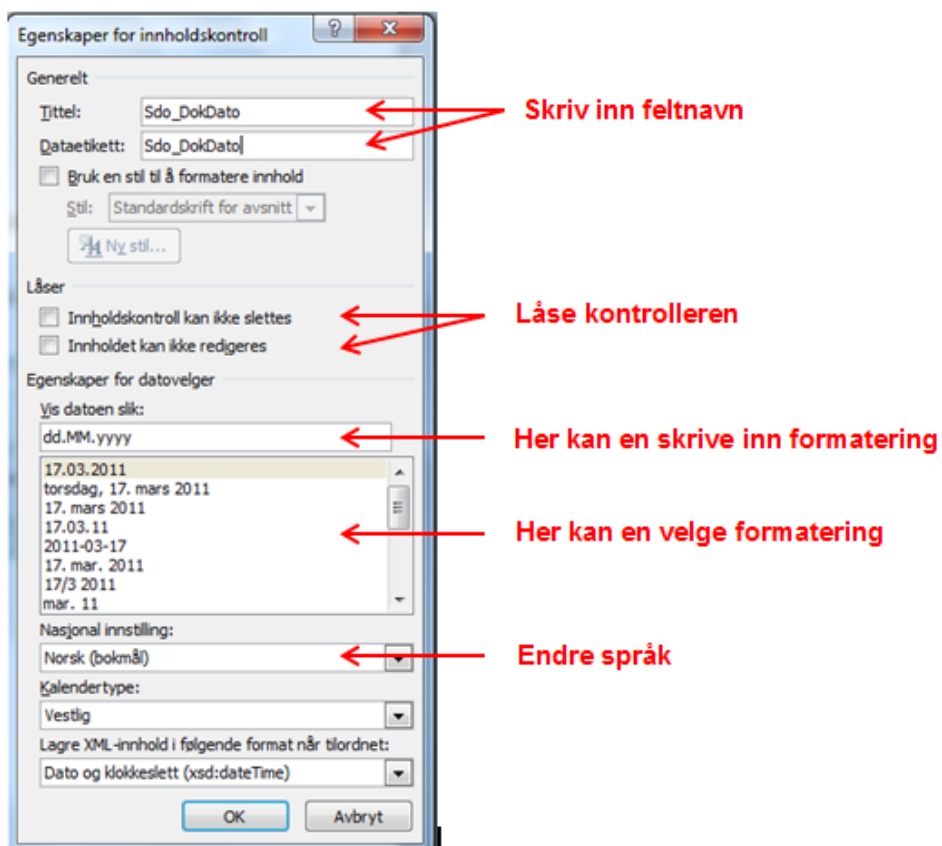 Egenskaper for innholdskontroll
Generelt
Tittel: Sdo_DokDato
Skriv inn feltnavn
Dataetikett: Sdo_DokDato
Bruk en stil til å formatere innhold
Stil: Standardskrift for avsnitt
Ny stil...
Låser
Innholdskontroll kan ikke slettes
Låse kontrolleren
Innholdet kan ikke redigeres
Egenskaper for datovelger
Vis datoen slik:
dd.MM.yyyy
Her kan en skrive inn formatering
17.03.2011
torsdag, 17. mars 2011
17. mars 2011
17.03.11
2011-03-17
17. mar. 2011
17/3 2011
mar. 11
Her kan en velge formatering
Nasjonal innstilling:
Norsk (bokmål)
Endre språk
Kalendertype:
Vestlig
Lagre XML-innhold i følgende format når tilordnet:
Dato og klokkeslett (xsd:dateTime)
OK Avbryt